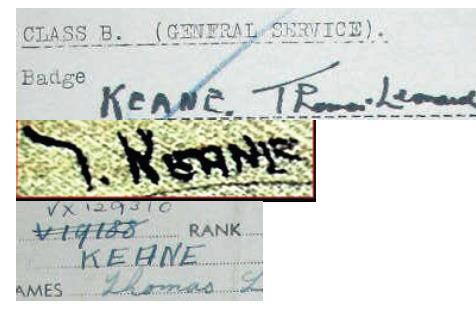 CLASS B. (GENERAL SERVICE).
Badge
KEANE. Thomas Leonard
T. KEANE
VX129310
V19188 RANK
KEANE
AMES Thomas L